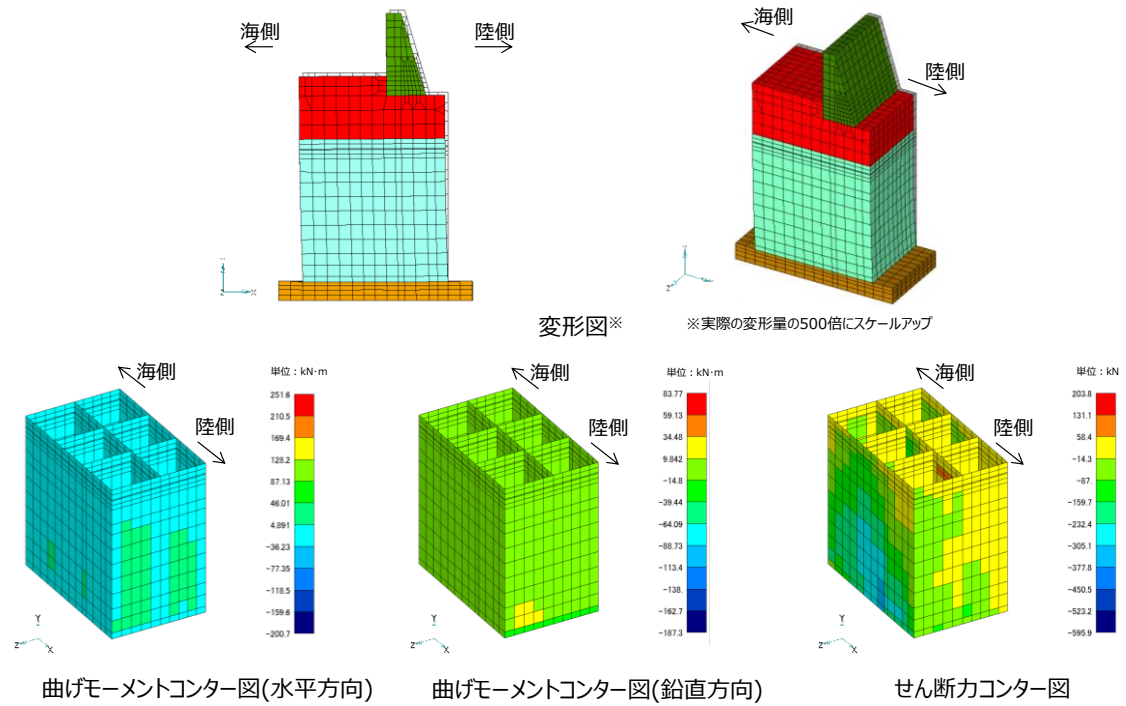 海側
陸側
海側
陸側
Y
Z
X
Y
Z
変形図※
※実際の変形量の500倍にスケールアップ
単位：kN·m
海側
陸側
251.6
210.5
169.4
128.2
87.13
46.01
4.891
-36.23
-77.35
-118.5
-159.6
-200.7
Y
Z
X
曲げモーメントコンター図(水平方向)
単位：kN·m
海側
陸側
83.77
59.13
34.48
9.842
-14.8
-39.44
-64.09
-88.73
-113.4
-138.
-162.7
-187.3
Y
Z
X
曲げモーメントコンター図(鉛直方向)
単位：kN
海側
陸側
203.8
131.1
58.4
-14.3
-87.
-159.7
-232.4
-305.1
-377.8
-450.5
-523.2
-595.9
Y
Z
X
せん断力コンター図